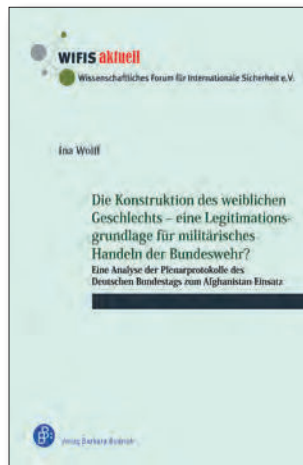 WIFIS aktuell
Wissenschaftliches Forum für Internationale Sicherheit e.V.
Ina Wolff
Die Konstruktion des weiblichen
Geschlechts – eine Legitimations-
grundlage für militärisches
Handeln der Bundeswehr?
Eine Analyse der Plenarprotokolle des
Deutschen Bundestags zum Afghanistan-Einsatz
Verlag Barbara Budrich